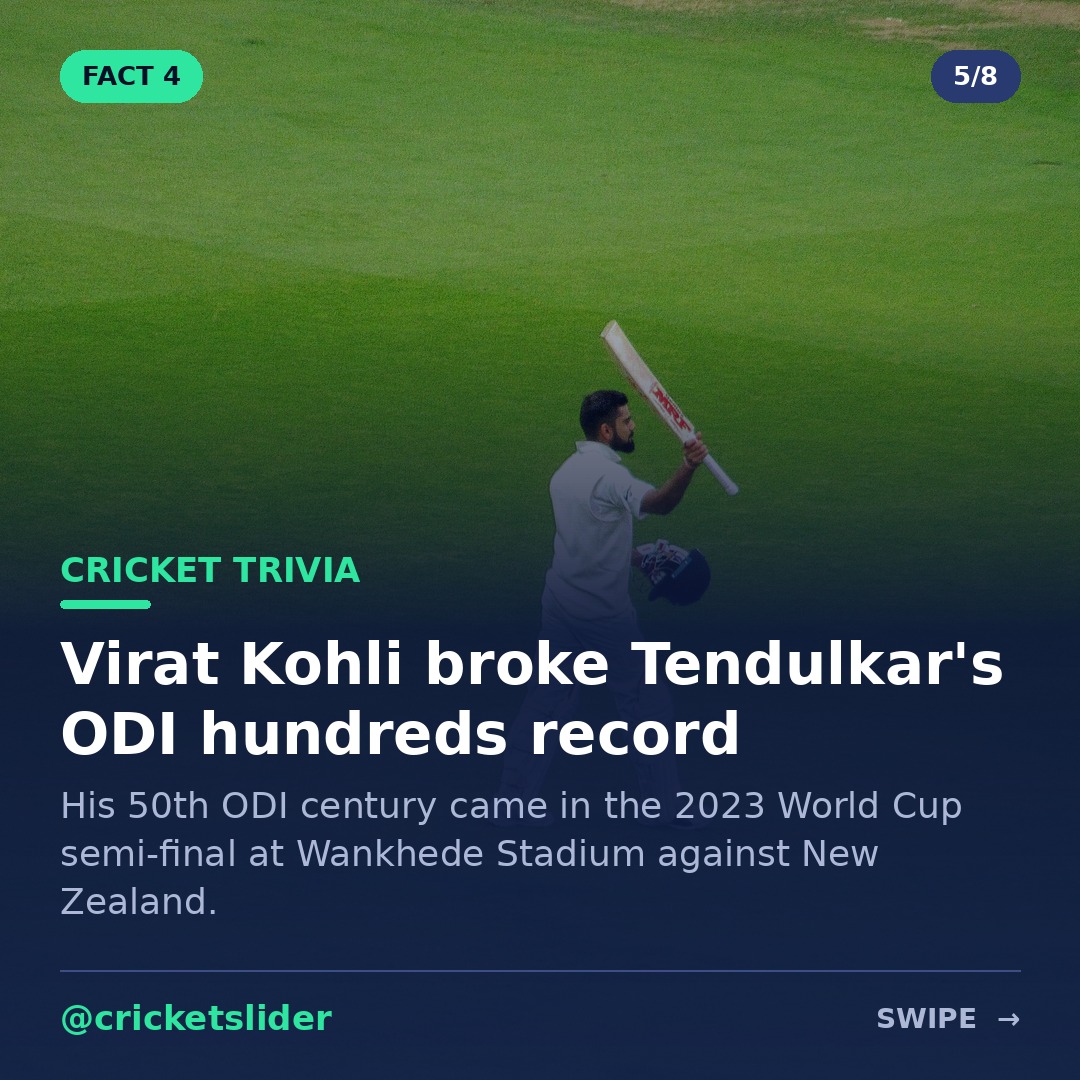 FACT 4
5/8
MRF
CRICKET TRIVIA
Virat Kohli broke Tendulkar's
ODI hundreds record
His 50th ODI century came in the 2023 World Cup
semi-final at Wankhede Stadium against New
Zealand.
@cricketslider
SWIPE →